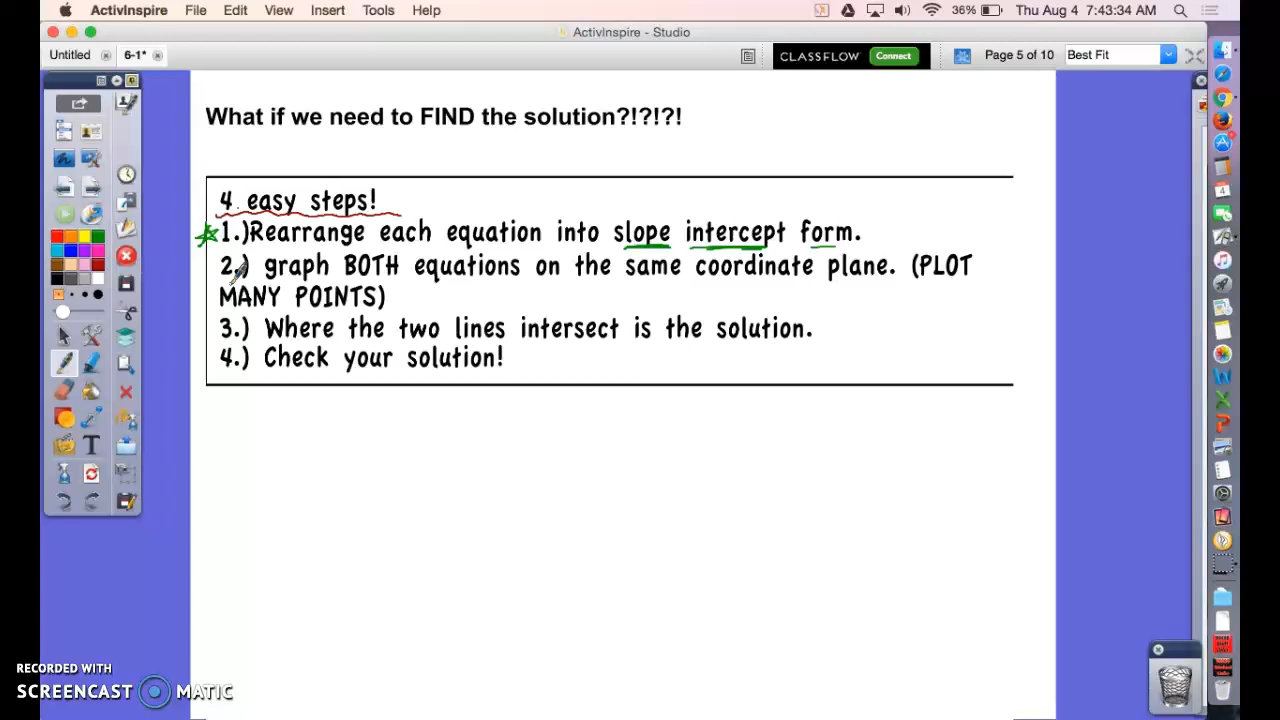 ActivInspire File Edit View Insert Tools Help 36% Thu Aug 4 7:43:34 AM
ActivInspire - Studio
Untitled 6-1* CLASSFLOW Connect Page 5 of 10 Best Fit
What if we need to FIND the solution?!?!?!
4 easy steps!
1.)Rearrange each equation into slope intercept form.
2.) graph BOTH equations on the same coordinate plane. (PLOT
MANY POINTS)
3.) Where the two lines intersect is the solution.
4.) Check your solution!
RECORDED WITH
SCREENCAST MATIC